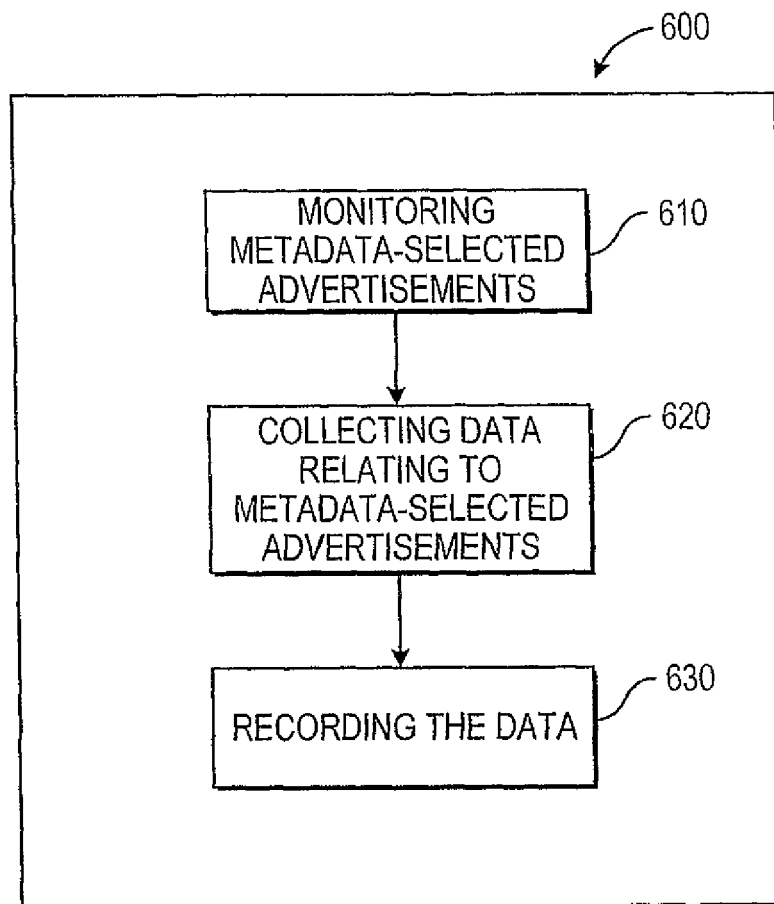 600
MONITORING
METADATA-SELECTED
ADVERTISEMENTS
610
COLLECTING DATA
RELATING TO
METADATA-SELECTED
ADVERTISEMENTS
620
RECORDING THE DATA
630